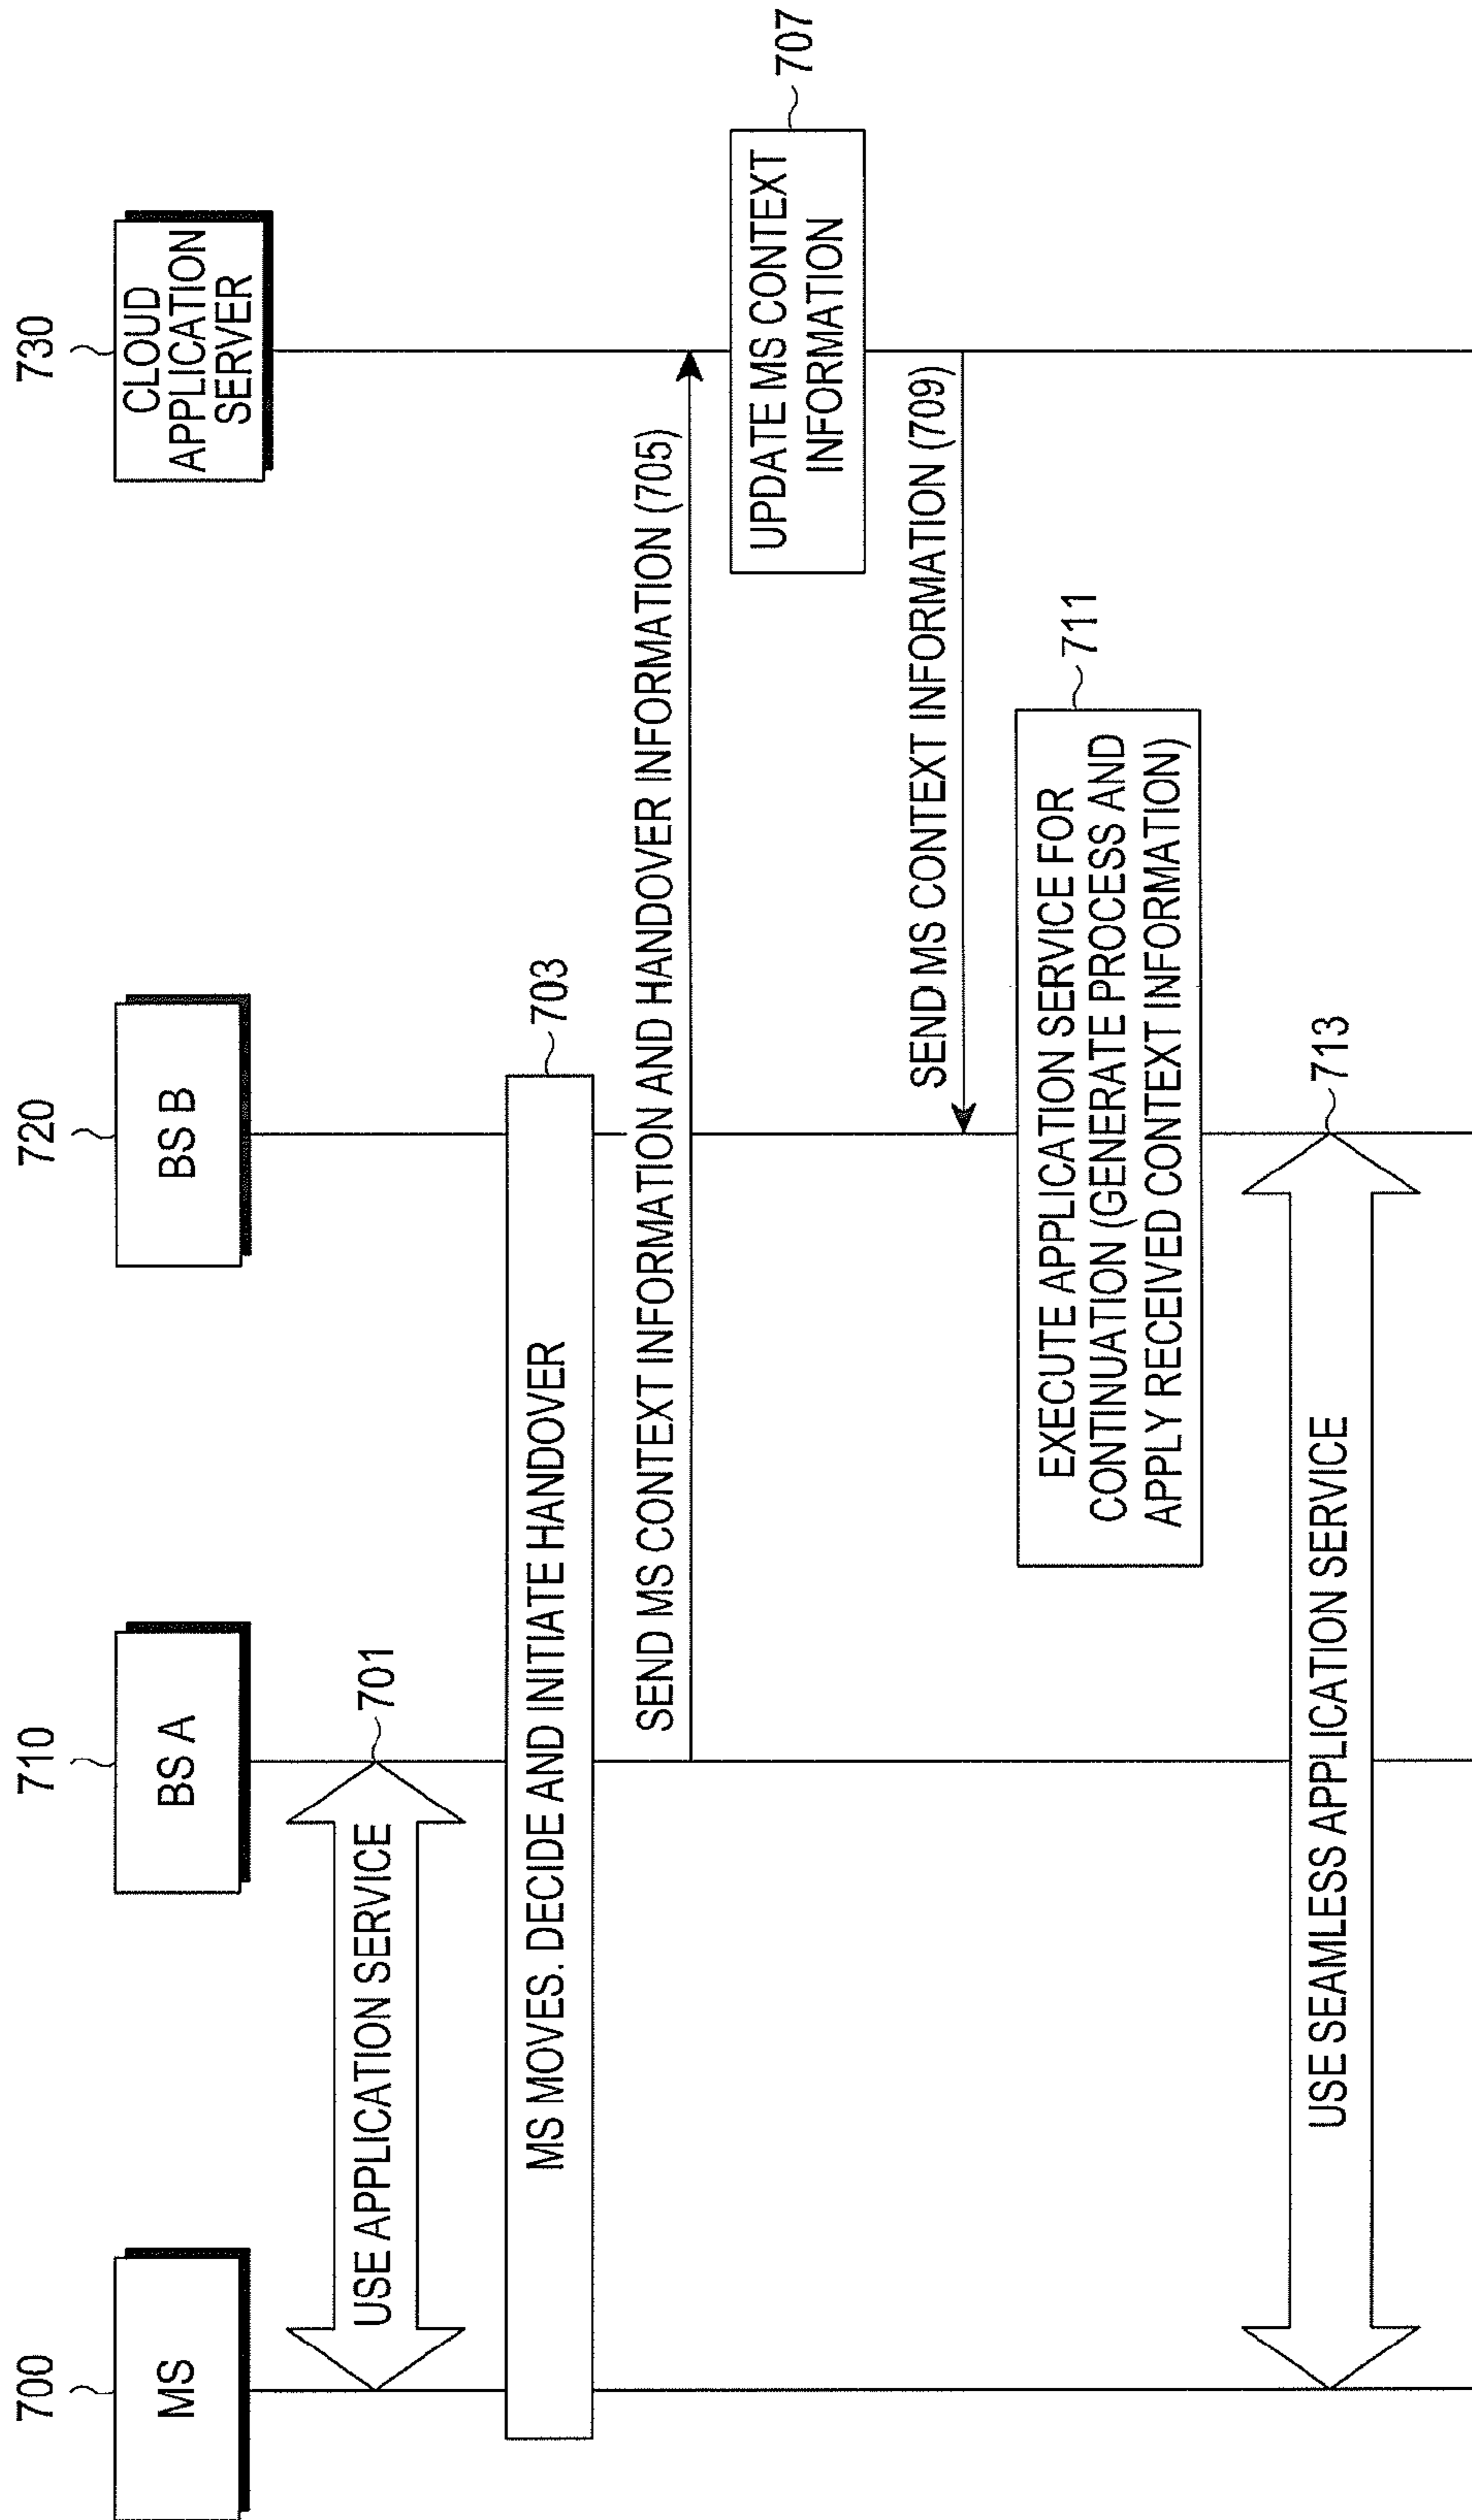 700
710
720
730
MS
BS A
BS B
CLOUD
APPLICATION
SERVER
USE APPLICATION SERVICE
701
MS MOVES. DECIDE AND INITIATE HANDOVER
703
SEND MS CONTEXT INFORMATION AND HANDOVER INFORMATION (705)
UPDATE MS CONTEXT
INFORMATION
707
SEND MS CONTEXT INFORMATION (709)
EXECUTE APPLICATION SERVICE FOR
CONTINUATION (GENERATE PROCESS AND
APPLY RECEIVED CONTEXT INFORMATION)
711
USE SEAMLESS APPLICATION SERVICE
713